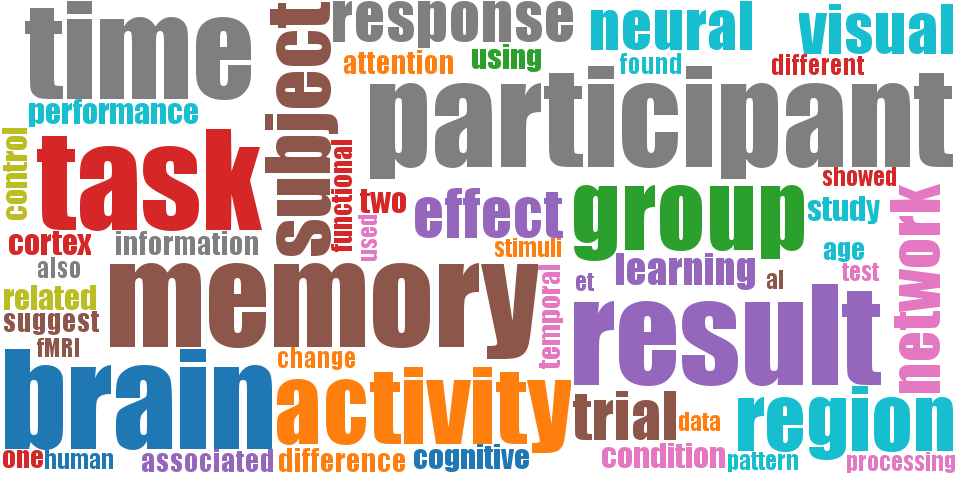 time
subject
response
neural
visual
attention
using
found
different
performance
participant
control
task
functional
two
showed
effect
group
study
network
cortex
information
used
stimuli
age
also
memory
temporal
et
learning
al
test
related
suggest
result
fMRI
change
brain
activity
trial
data
region
one
human
associated
difference
cognitive
condition
pattern
processing